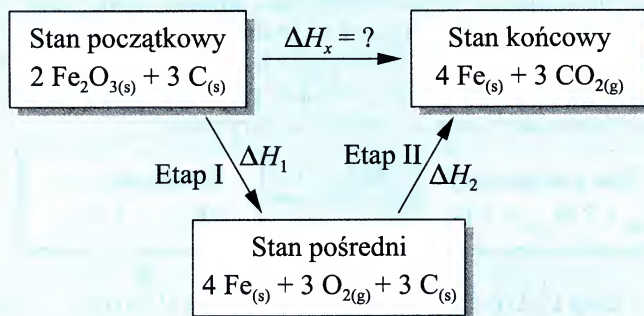 Stan początkowy
2 Fe₂O₃₍ₛ₎ + 3 C₍ₛ₎
ΔHₓ = ?
Stan końcowy
4 Fe₍ₛ₎ + 3 CO₂₍g₎
Etap I
ΔH₁
Etap II
ΔH₂
Stan pośredni
4 Fe₍ₛ₎ + 3 O₂₍g₎ + 3 C₍ₛ₎